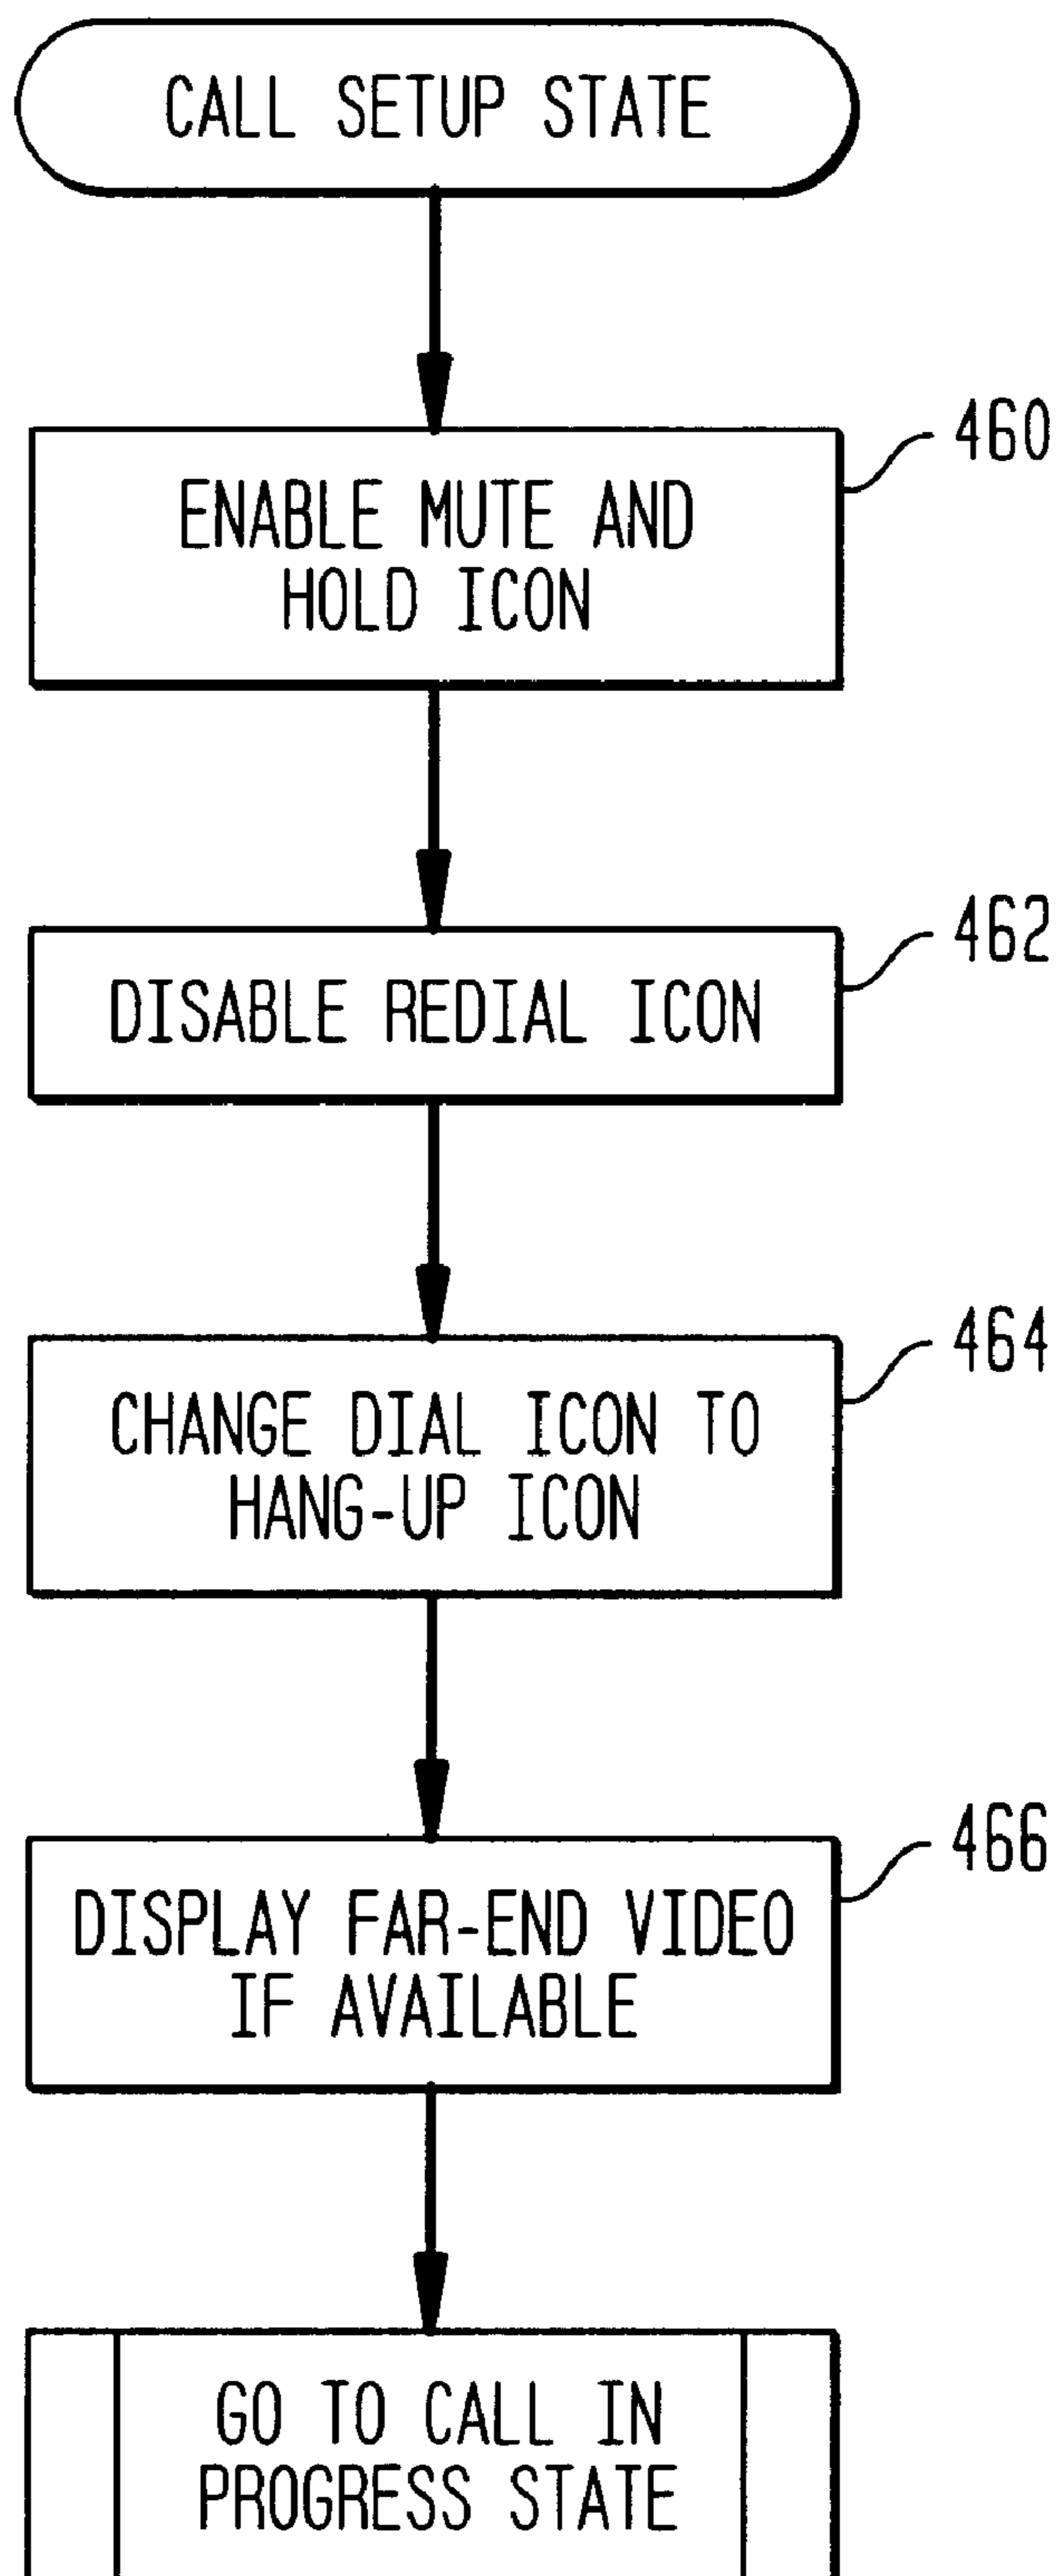 CALL SETUP STATE
460
ENABLE MUTE AND
HOLD ICON
462
DISABLE REDIAL ICON
464
CHANGE DIAL ICON TO
HANG-UP ICON
466
DISPLAY FAR-END VIDEO
IF AVAILABLE
GO TO CALL IN
PROGRESS STATE